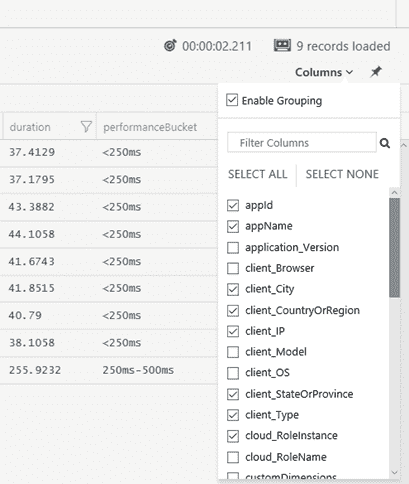 00:00:02.211 9 records loaded
Columns
Enable Grouping
duration performanceBucket
Filter Columns
37.4129 <250ms
37.1795 <250ms
43.3882 <250ms
44.1058 <250ms
41.6743 <250ms
41.8515 <250ms
40.79 <250ms
38.1058 <250ms
255.9232 250ms-500ms
SELECT ALL SELECT NONE
appId
appName
application_Version
client_Browser
client_City
client_CountryOrRegion
client_IP
client_Model
client_OS
client_StateOrProvince
client_Type
cloud_RoleInstance
cloud_RoleName
customDimensions